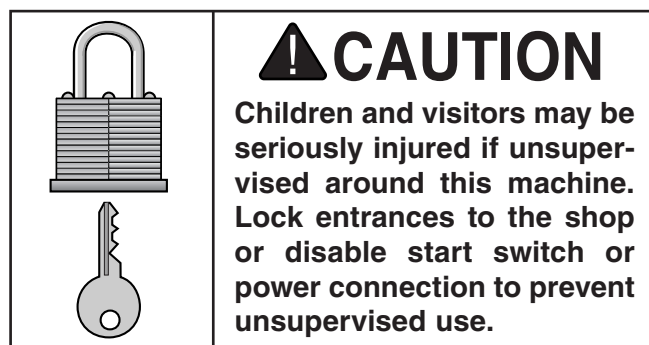 CAUTION
Children and visitors may be
seriously injured if unsuper-
vised around this machine.
Lock entrances to the shop
or disable start switch or
power connection to prevent
unsupervised use.